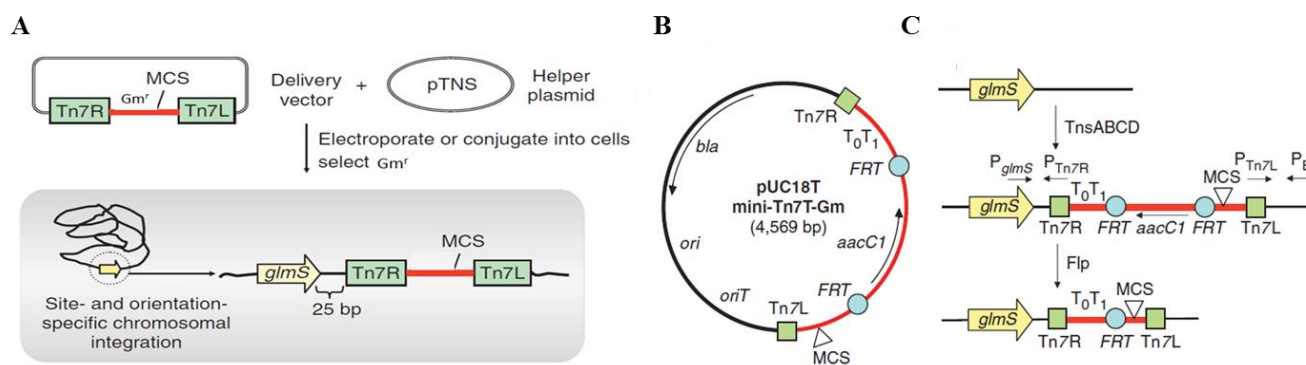 A
B
C
MCS
Gmʳ
Tn7R
Tn7L
Delivery
vector
+
pTNS
Helper
plasmid
Electroporate or conjugate into cells
select Gmʳ
MCS
glmS
Tn7R
Tn7L
25 bp
Site- and orientation-
specific chromosomal
integration
Tn7R
T₀T₁
bla
FRT
pUC18T
mini-Tn7T-Gm
(4,569 bp)
aacC1
ori
oriT
FRT
Tn7L
MCS
glmS
TnsABCD
PglmS
PTn7R
PTn7L
T₀T₁
MCS
glmS
FRT
aacC1
FRT
Tn7R
Tn7L
Flp
T₀T₁
MCS
glmS
Tn7R
FRT
Tn7L